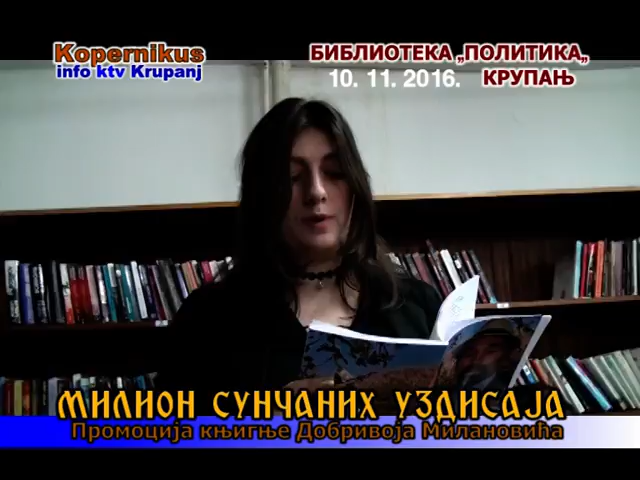 Kopernikus
info ktv Krupanj
БИБЛИОТЕКА „ПОЛИТИКА„
10. 11. 2016. КРУПАЊ
МИЛИОН СУНЧАНИХ УЗДИСАЈА
Промоција књигње Добривоја Милановића